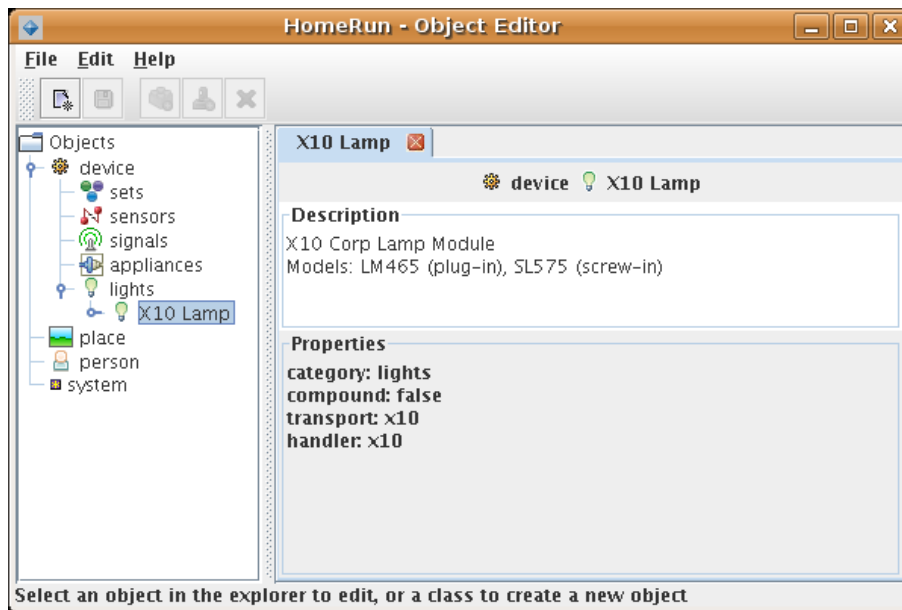 HomeRun - Object Editor
File Edit Help
Objects
device
sets
sensors
signals
appliances
lights
X10 Lamp
place
person
system
X10 Lamp
device X10 Lamp
Description
X10 Corp Lamp Module
Models: LM465 (plug-in), SL575 (screw-in)
Properties
category: lights
compound: false
transport: x10
handler: x10
Select an object in the explorer to edit, or a class to create a new object